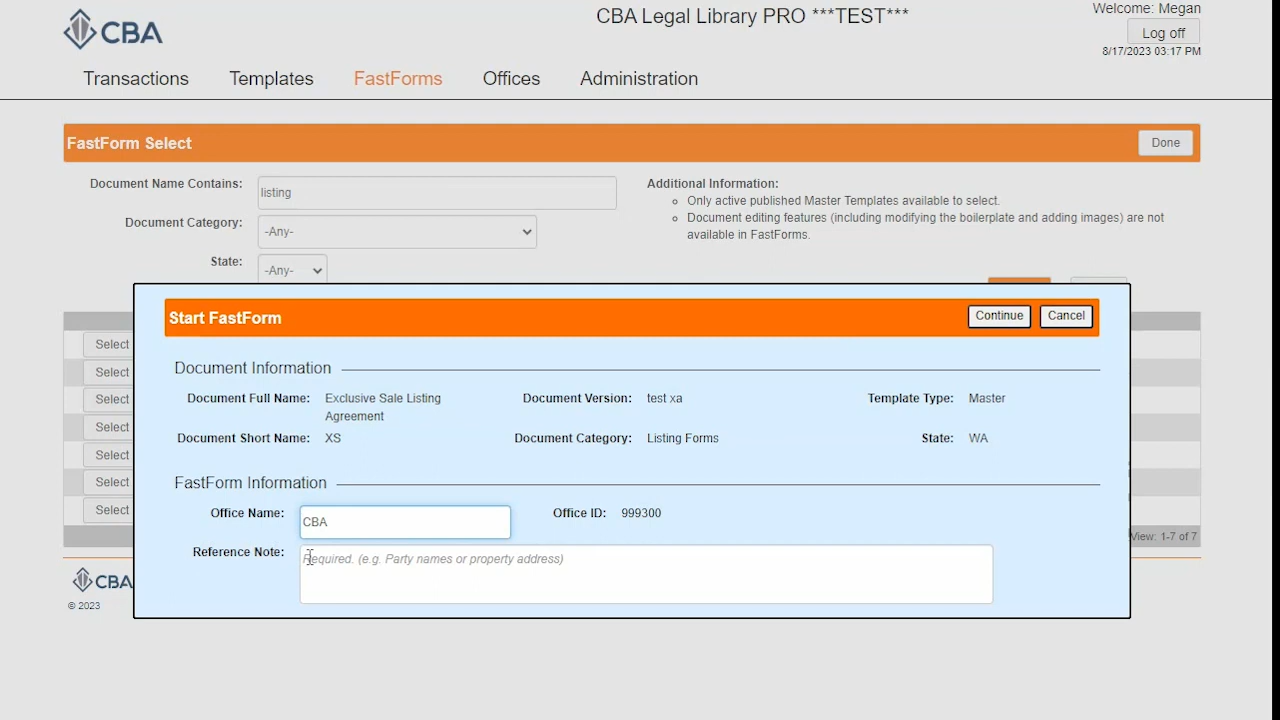 CBA
CBA Legal Library PRO ***TEST***
Welcome: Megan
Log off
8/17/2023 03:17 PM
Transactions Templates FastForms Offices Administration
FastForm Select
Done
Document Name Contains: listing
Document Category: -Any-
State: -Any-
Additional Information:
Only active published Master Templates available to select.
Document editing features (including modifying the boilerplate and adding images) are not
available in FastForms.
Start FastForm
Continue Cancel
Document Information
Document Full Name: Exclusive Sale Listing
Agreement
Document Version: test xa
Template Type: Master
Document Short Name: XS
Document Category: Listing Forms
State: WA
FastForm Information
Office Name: CBA
Office ID: 999300
Reference Note: Required. (e.g. Party names or property address)
Select
Select
Select
Select
Select
Select
Select
View: 1-7 of 7
CBA
© 2023